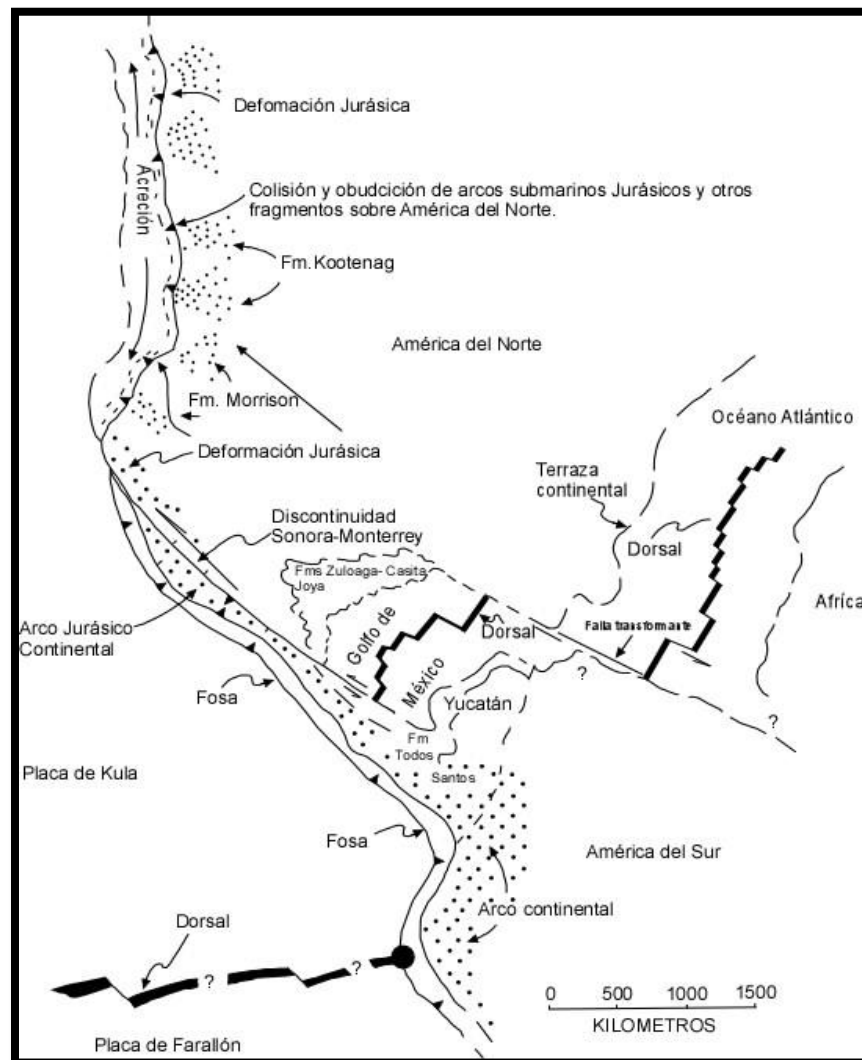 Defomación Jurásica
Acreción
Colisión y obudcición de arcos submarinos Jurásicos y otros
fragmentos sobre América del Norte.
Fm. Kootenag
América del Norte
Fm. Morrison
Océano Atlántico
Deformación Jurásica
Terraza
continental
Discontinuidad
Sonora-Monterrey
Dorsal
Fms Zuloaga- Casita
Joya
Africa
Arco Jurásico
Continental
Golfo de
México
Dorsal
Falla transformante
?
Fosa
Yucatán
?
Fm
Todos
Santos
Placa de Kula
Fosa
América del Sur
Arco continental
Dorsal
? ? ?
0 500 1000 1500
KILOMETROS
Placa de Farallón